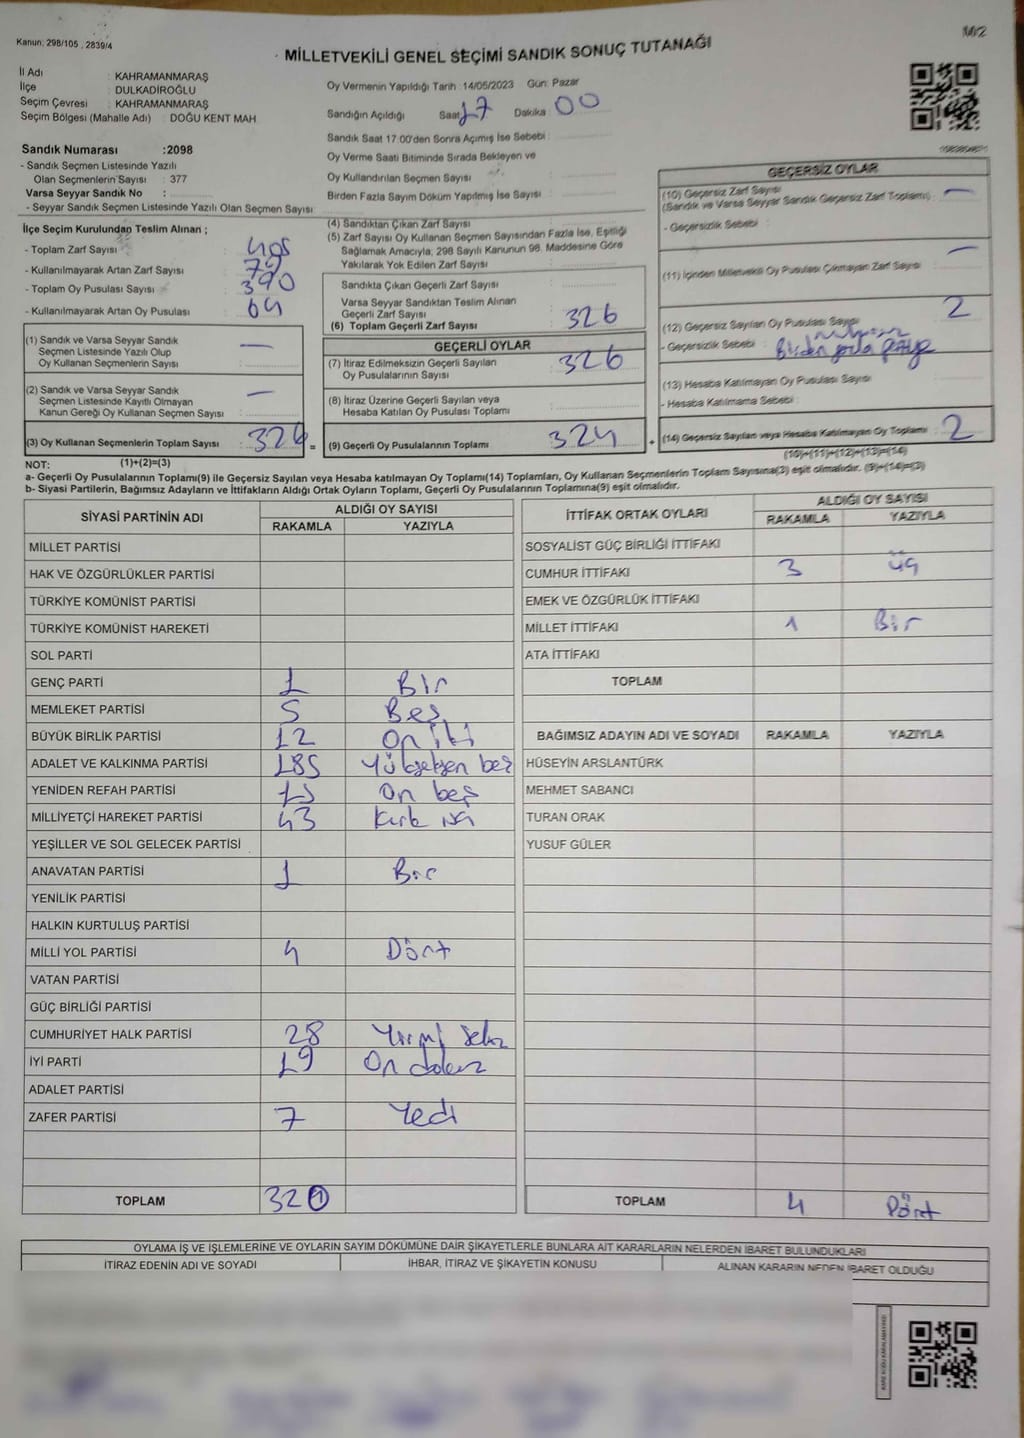 Kanun, 298/105 , 2839/4
M2
MİLLETVEKİLİ GENEL SEÇİMİ SANDIK SONUÇ TUTANAĞI
İl Adı : KAHRAMANMARAŞ
İlçe : DULKADİROĞLU
Seçim Çevresi : KAHRAMANMARAŞ
Seçim Bölgesi (Mahalle Adı) : DOĞU KENT MAH
Sandık Numarası :2098
- Sandık Seçmen Listesinde Yazılı
Olan Seçmenlerin Sayısı : 377
Varsa Seyyar Sandık No :
- Seyyar Sandık Seçmen Listesinde Yazılı Olan Seçmen Sayısı
Oy Vermenin Yapıldığı Tarih : 14/05/2023 Gün: Pazar
Sandığın Açıldığı Saat 17 Dakika 00
Sandık Saat 17:00'den Sonra Açımış İse Sebebi :
Oy Verme Saati Bitiminde Sırada Bekleyen ve
Oy Kullandırılan Seçmen Sayısı :
Birden Fazla Sayım Döküm Yapılmış İse Sayısı :
İlçe Seçim Kurulundan Teslim Alınan ;
- Toplam Zarf Sayısı : 405
- Kullanılmayarak Artan Zarf Sayısı : 79
- Toplam Oy Pusulası Sayısı : 390
- Kullanılmayarak Artan Oy Pusulası : 64
(1) Sandık ve Varsa Seyyar Sandık
Seçmen Listesinde Yazılı Olup
Oy Kullanan Seçmenlerin Sayısı : —
(2) Sandık ve Varsa Seyyar Sandık
Seçmen Listesinde Kayıtlı Olmayan
Kanun Gereği Oy Kullanan Seçmen Sayısı : —
(3) Oy Kullanan Seçmenlerin Toplam Sayısı : 326 =
(1)+(2)=(3)
(4) Sandıktan Çıkan Zarf Sayısı :
(5) Zarf Sayısı Oy Kullanan Seçmen Sayısından Fazla İse, Eşitliği
Sağlamak Amacıyla; 298 Sayılı Kanunun 98. Maddesine Göre
Yakılarak Yok Edilen Zarf Sayısı :
Sandıkta Çıkan Geçerli Zarf Sayısı :
Varsa Seyyar Sandıktan Teslim Alınan
Geçerli Zarf Sayısı :
(6) Toplam Geçerli Zarf Sayısı : 326
GEÇERLİ OYLAR
(7) İtiraz Edilmeksizin Geçerli Sayılan
Oy Pusulalarının Sayısı : 326
(8) İtiraz Üzerine Geçerli Sayılan veya
Hesaba Katılan Oy Pusulası Toplamı :
(9) Geçerli Oy Pusulalarının Toplamı : 324 +
GEÇERSİZ OYLAR
(10) Geçersiz Zarf Sayısı
(Sandık ve Varsa Seyyar Sandık Geçersiz Zarf Toplamı) : —
- Geçersizlik Sebebi :
(11) İçinden Milletvekili Oy Pusulası Çıkmayan Zarf Sayısı : —
(12) Geçersiz Sayılan Oy Pusulası Sayısı : 2
- Geçersizlik Sebebi : Birden
(13) Hesaba Katılmayan Oy Pusulası Sayısı :
- Hesaba Katılmama Sebebi :
(14) Geçersiz Sayılan veya Hesaba Katılmayan Oy Toplamı : 2
(10)+(11)+(12)+(13)=(14)
NOT:
a- Geçerli Oy Pusulalarının Toplamı(9) ile Geçersiz Sayılan veya Hesaba katılmayan Oy Toplamı(14) Toplamları, Oy Kullanan Seçmenlerin Toplam Sayısına(3) eşit olmalıdır. (9)+(14)=(3)
b- Siyasi Partilerin, Bağımsız Adayların ve İttifakların Aldığı Ortak Oyların Toplamı, Geçerli Oy Pusulalarının Toplamına(9) eşit olmalıdır.
SİYASİ PARTİNİN ADI ALDIĞI OY SAYISI
RAKAMLA YAZIYLA
MİLLET PARTİSİ
HAK VE ÖZGÜRLÜKLER PARTİSİ
TÜRKİYE KOMÜNİST PARTİSİ
TÜRKİYE KOMÜNİST HAREKETİ
SOL PARTİ
GENÇ PARTİ 1 Bir
MEMLEKET PARTİSİ 5 Beş
BÜYÜK BİRLİK PARTİSİ 12 On iki
ADALET VE KALKINMA PARTİSİ 185 Yükseksen beş
YENİDEN REFAH PARTİSİ 15 On beş
MİLLİYETÇİ HAREKET PARTİSİ 43 Kırk
YEŞİLLER VE SOL GELECEK PARTİSİ
ANAVATAN PARTİSİ 1 Bir
YENİLİK PARTİSİ
HALKIN KURTULUŞ PARTİSİ
MİLLİ YOL PARTİSİ 4 Dört
VATAN PARTİSİ
GÜÇ BİRLİĞİ PARTİSİ
CUMHURİYET HALK PARTİSİ 28 Yirmi Sekiz
İYİ PARTİ 19 On dokuz
ADALET PARTİSİ
ZAFER PARTİSİ 7 Yedi
TOPLAM 320
İTTİFAK ORTAK OYLARI ALDIĞI OY SAYISI
RAKAMLA YAZIYLA
SOSYALİST GÜÇ BİRLİĞİ İTTİFAKI
CUMHUR İTTİFAKI 3 üç
EMEK VE ÖZGÜRLÜK İTTİFAKI
MİLLET İTTİFAKI 1 Bir
ATA İTTİFAKI
TOPLAM
BAĞIMSIZ ADAYIN ADI VE SOYADI RAKAMLA YAZIYLA
HÜSEYİN ARSLANTÜRK
MEHMET SABANCI
TURAN ORAK
YUSUF GÜLER
TOPLAM 4 Dört
OYLAMA İŞ VE İŞLEMLERİNE VE OYLARIN SAYIM DÖKÜMÜNE DAİR ŞİKAYETLERLE BUNLARA AİT KARARLARIN NELERDEN İBARET BULUNDUKLARI
İTİRAZ EDENİN ADI VE SOYADI İHBAR, İTİRAZ VE ŞİKAYETİN KONUSU ALINAN KARARIN NEDEN İBARET OLDUĞU